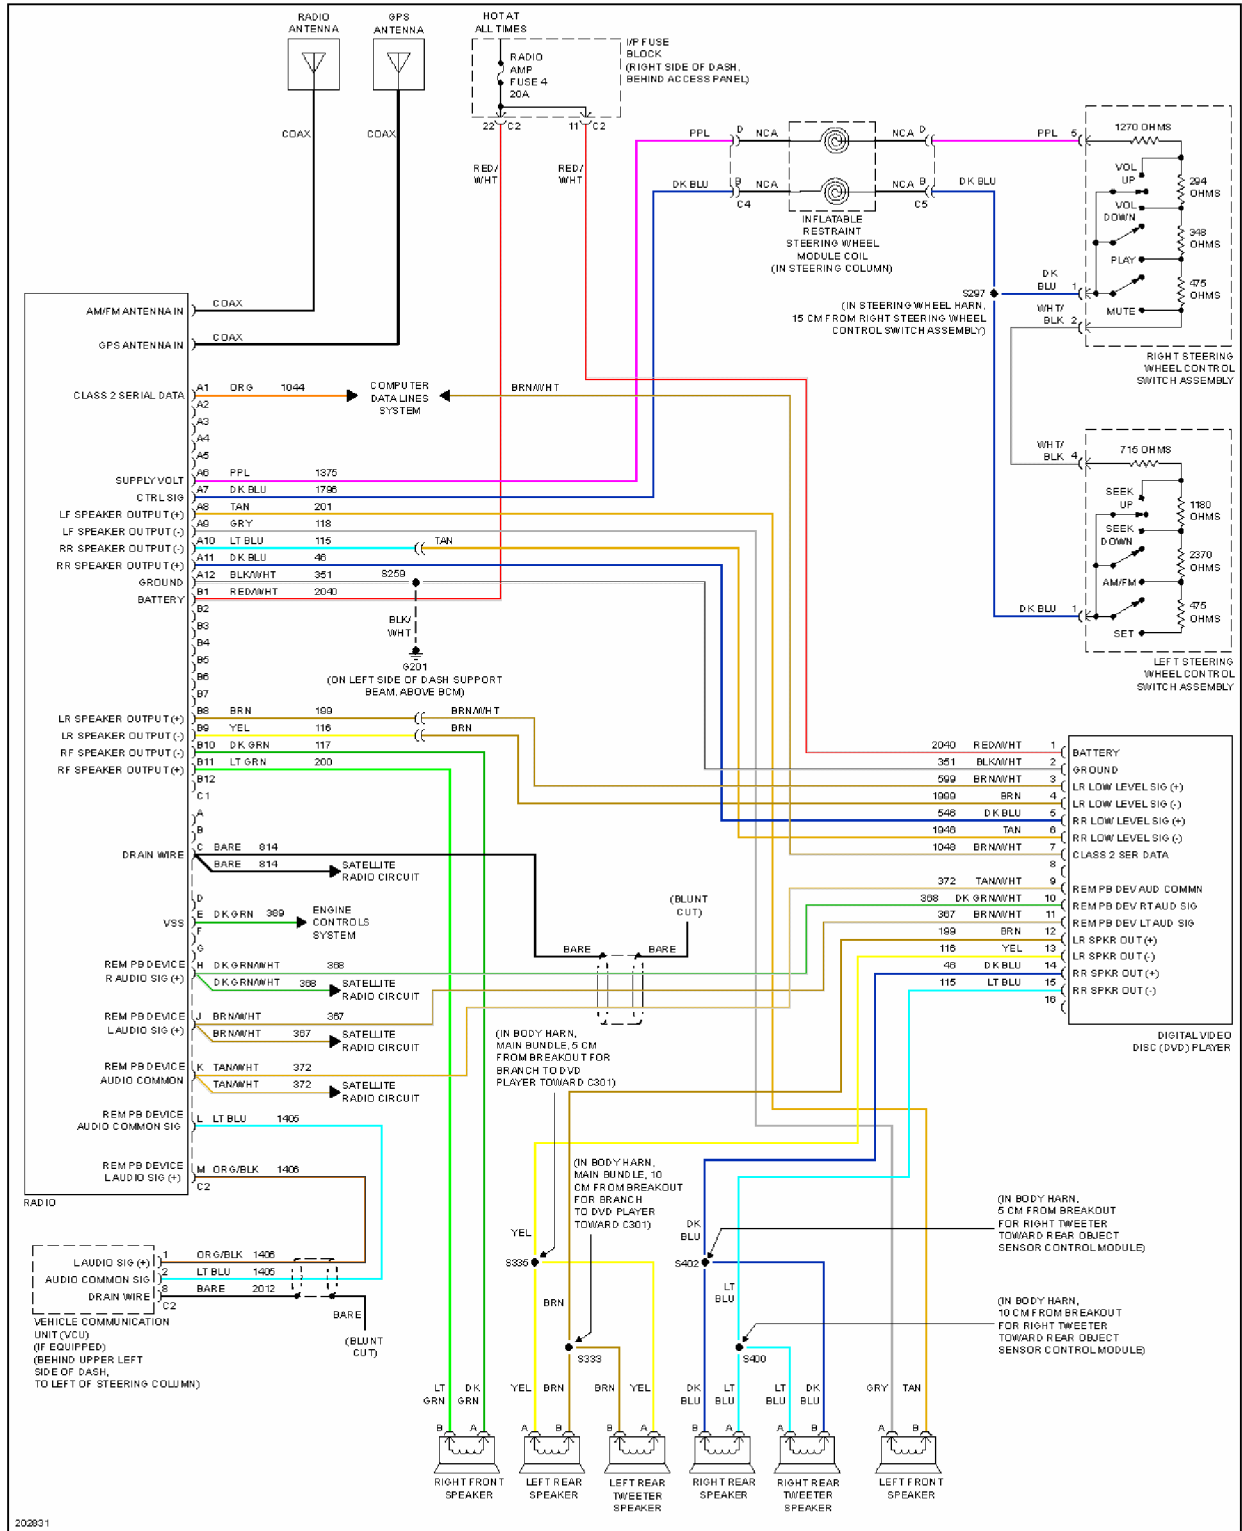 RADIO
ANTENNA
GPS
ANTENNA
HOT AT
ALL TIMES
RADIO
AMP
FUSE 4
20A
I/P FUSE
BLOCK
(RIGHT SIDE OF DASH,
BEHIND ACCESS PANEL)
22 C2
11 C2
COAX
COAX
RED/
WHT
RED/
WHT
PPL D NCA
NCA D PPL 5
DK BLU B NCA
NCA B DK BLU
C4
C5
INFLATABLE
RESTRAINT
STEERING WHEEL
MODULE COIL
(IN STEERING COLUMN)
1270 OHMS
VOL
UP
294
OHMS
VOL
DOWN
348
OHMS
PLAY
475
OHMS
MUTE
DK
BLU 1
WHT/
BLK 2
S297
(IN STEERING WHEEL HARN,
15 CM FROM RIGHT STEERING WHEEL
CONTROL SWITCH ASSEMBLY)
RIGHT STEERING
WHEEL CONTROL
SWITCH ASSEMBLY
WHT/
BLK 4
715 OHMS
SEEK
UP
1180
OHMS
SEEK
DOWN
2370
OHMS
AM/FM
475
OHMS
SET
DK BLU 1
LEFT STEERING
WHEEL CONTROL
SWITCH ASSEMBLY
AM/FM ANTENNA IN COAX
GPS ANTENNA IN COAX
CLASS 2 SERIAL DATA A1 ORG 1044
COMPUTER
DATA LINES
SYSTEM
BRN/WHT
A2
A3
A4
A5
SUPPLY VOLT A6 PPL 1375
CTRL SIG A7 DK BLU 1796
LF SPEAKER OUTPUT (+) A8 TAN 201
LF SPEAKER OUTPUT (-) A9 GRY 118
RR SPEAKER OUTPUT (-) A10 LT BLU 115 TAN
RR SPEAKER OUTPUT (+) A11 DK BLU 46
GROUND A12 BLK/WHT 351 S259
BATTERY B1 RED/WHT 2040
B2
B3
B4
B5
B6
B7
BLK/
WHT
G201
(ON LEFT SIDE OF DASH SUPPORT
BEAM, ABOVE BCM)
LR SPEAKER OUTPUT (+) B8 BRN 199 BRN/WHT
LR SPEAKER OUTPUT (-) B9 YEL 116 BRN
RF SPEAKER OUTPUT (-) B10 DK GRN 117
RF SPEAKER OUTPUT (+) B11 LT GRN 200
B12
C1
A
B
DRAIN WIRE C BARE 814
BARE 814
SATELLITE
RADIO CIRCUIT
D
VSS E DK GRN 389
ENGINE
CONTROLS
SYSTEM
F
G
REM PB DEVICE
R AUDIO SIG (+)
H DK GRN/WHT 368
DK GRN/WHT 368
SATELLITE
RADIO CIRCUIT
REM PB DEVICE
L AUDIO SIG (+)
J BRN/WHT 367
BRN/WHT 367
SATELLITE
RADIO CIRCUIT
REM PB DEVICE
AUDIO COMMON
K TAN/WHT 372
TAN/WHT 372
SATELLITE
RADIO CIRCUIT
REM PB DEVICE
AUDIO COMMON SIG
L LT BLU 1405
REM PB DEVICE
L AUDIO SIG (+)
M ORG/BLK 1406
C2
RADIO
2040 RED/WHT 1 BATTERY
351 BLK/WHT 2 GROUND
599 BRN/WHT 3 LR LOW LEVEL SIG (+)
1999 BRN 4 LR LOW LEVEL SIG (-)
546 DK BLU 5 RR LOW LEVEL SIG (+)
1946 TAN 6 RR LOW LEVEL SIG (-)
1048 BRN/WHT 7 CLASS 2 SER DATA
8
372 TAN/WHT 9 REM PB DEV AUD COMMN
368 DK GRN/WHT 10 REM PB DEV RT AUD SIG
367 BRN/WHT 11 REM PB DEV LT AUD SIG
199 BRN 12 LR SPKR OUT (+)
116 YEL 13 LR SPKR OUT (-)
46 DK BLU 14 RR SPKR OUT (+)
115 LT BLU 15 RR SPKR OUT (-)
16
DIGITAL VIDEO
DISC (DVD) PLAYER
(BLUNT
CUT)
BARE
BARE
(IN BODY HARN,
MAIN BUNDLE, 5 CM
FROM BREAKOUT FOR
BRANCH TO DVD
PLAYER TOWARD C301)
(IN BODY HARN,
MAIN BUNDLE, 10
CM FROM BREAKOUT
FOR BRANCH
TO DVD PLAYER
TOWARD C301)
(IN BODY HARN,
5 CM FROM BREAKOUT
FOR RIGHT TWEETER
TOWARD REAR OBJECT
SENSOR CONTROL MODULE)
(IN BODY HARN,
10 CM FROM BREAKOUT
FOR RIGHT TWEETER
TOWARD REAR OBJECT
SENSOR CONTROL MODULE)
YEL
S335
BRN
S333
DK
BLU
S402
LT
BLU
S400
L AUDIO SIG (+) 1 ORG/BLK 1406
AUDIO COMMON SIG 2 LT BLU 1405
DRAIN WIRE 8 BARE 2012
C2
BARE
(BLUNT
CUT)
VEHICLE COMMUNICATION
UNIT (VCU)
(IF EQUIPPED)
(BEHIND UPPER LEFT
SIDE OF DASH,
TO LEFT OF STEERING COLUMN)
LT
GRN
DK
GRN
YEL
BRN
BRN
YEL
DK
BLU
LT
BLU
LT
BLU
DK
BLU
GRY
TAN
B A
A B
B A
A B
A B
A B
RIGHT FRONT
SPEAKER
LEFT REAR
SPEAKER
LEFT REAR
TWEETER
SPEAKER
RIGHT REAR
SPEAKER
RIGHT REAR
TWEETER
SPEAKER
LEFT FRONT
SPEAKER
202831